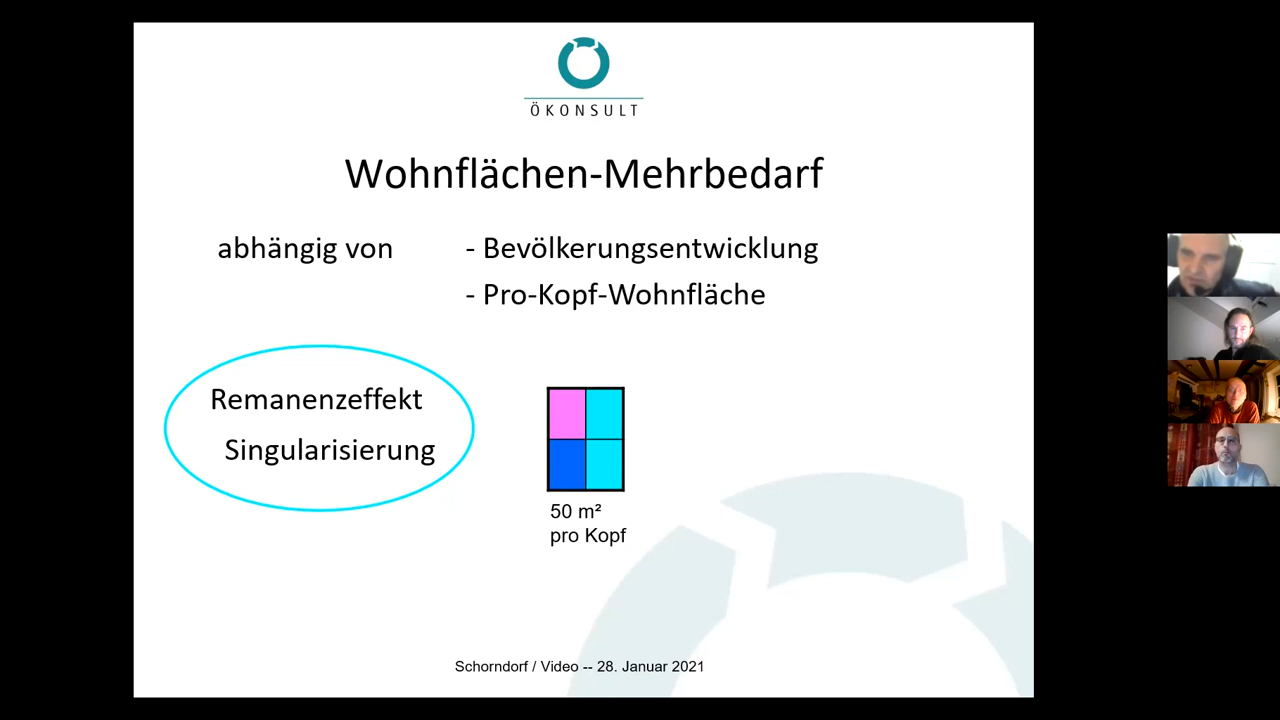 ÖKONSULT
Wohnflächen-Mehrbedarf
abhängig von - Bevölkerungsentwicklung
- Pro-Kopf-Wohnfläche
Remanenzeffekt
Singularisierung
50 m²
pro Kopf
Schorndorf / Video -- 28. Januar 2021